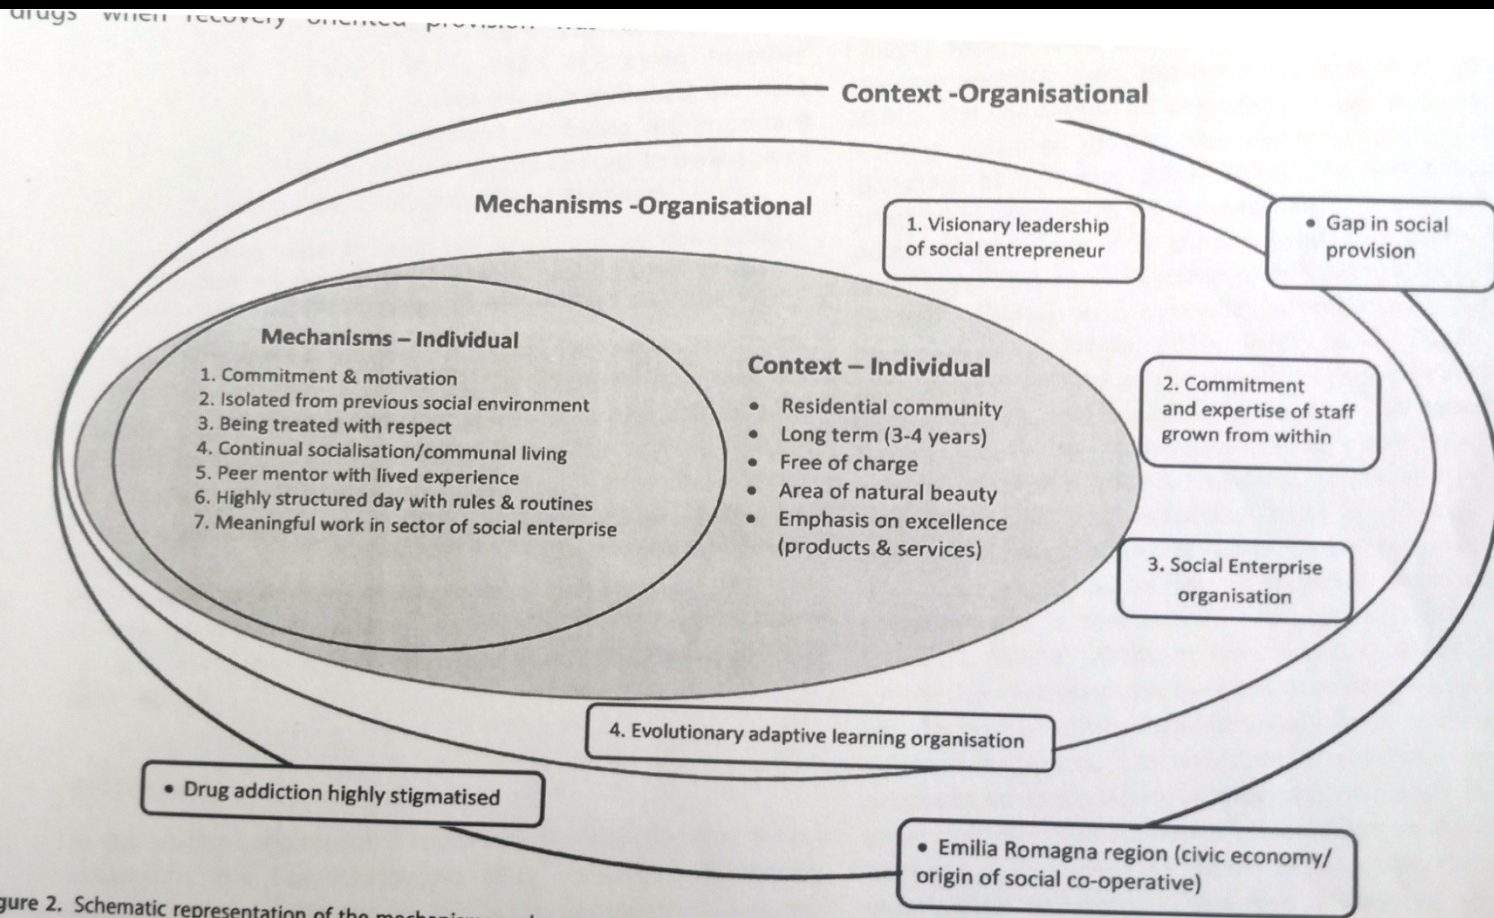 drugs when recovery oriented provision was
Context -Organisational
Mechanisms -Organisational
1. Visionary leadership
of social entrepreneur
• Gap in social
provision
Mechanisms – Individual
1. Commitment & motivation
2. Isolated from previous social environment
3. Being treated with respect
4. Continual socialisation/communal living
5. Peer mentor with lived experience
6. Highly structured day with rules & routines
7. Meaningful work in sector of social enterprise
Context – Individual
• Residential community
• Long term (3-4 years)
• Free of charge
• Area of natural beauty
• Emphasis on excellence
(products & services)
2. Commitment
and expertise of staff
grown from within
3. Social Enterprise
organisation
4. Evolutionary adaptive learning organisation
• Drug addiction highly stigmatised
• Emilia Romagna region (civic economy/
origin of social co-operative)
gure 2. Schematic representation of the